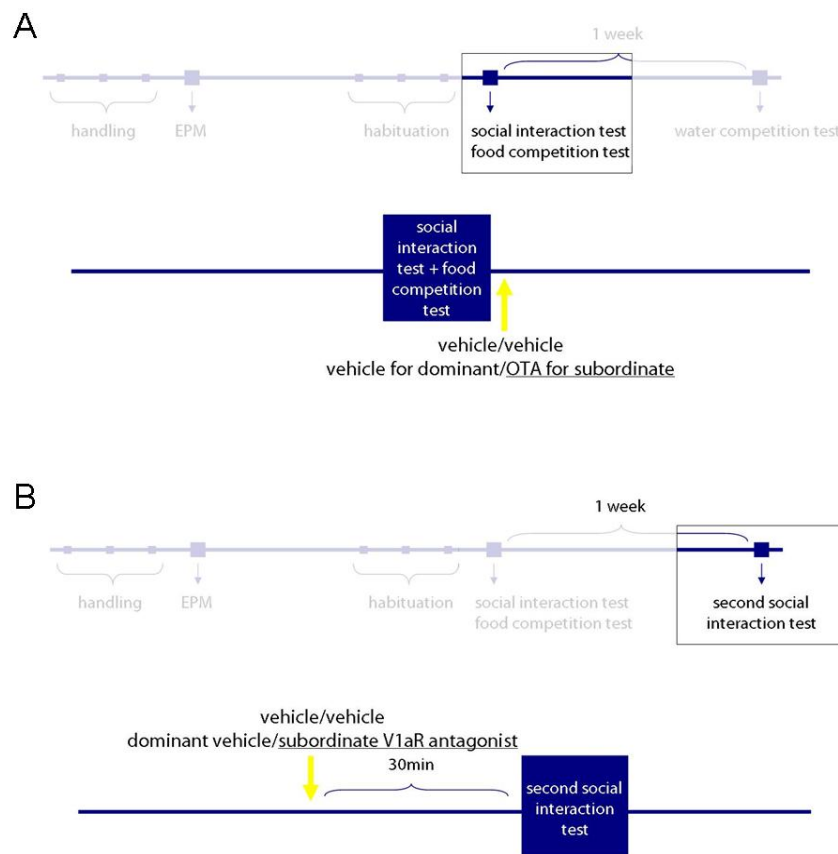 A
1 week
handling
EPM
habituation
social interaction test
food competition test
water competition test
social
interaction
test + food
competition
test
vehicle/vehicle
vehicle for dominant/OTA for subordinate
B
1 week
handling
EPM
habituation
social interaction test
food competition test
second social
interaction test
vehicle/vehicle
dominant vehicle/subordinate V1aR antagonist
30min
second social
interaction
test